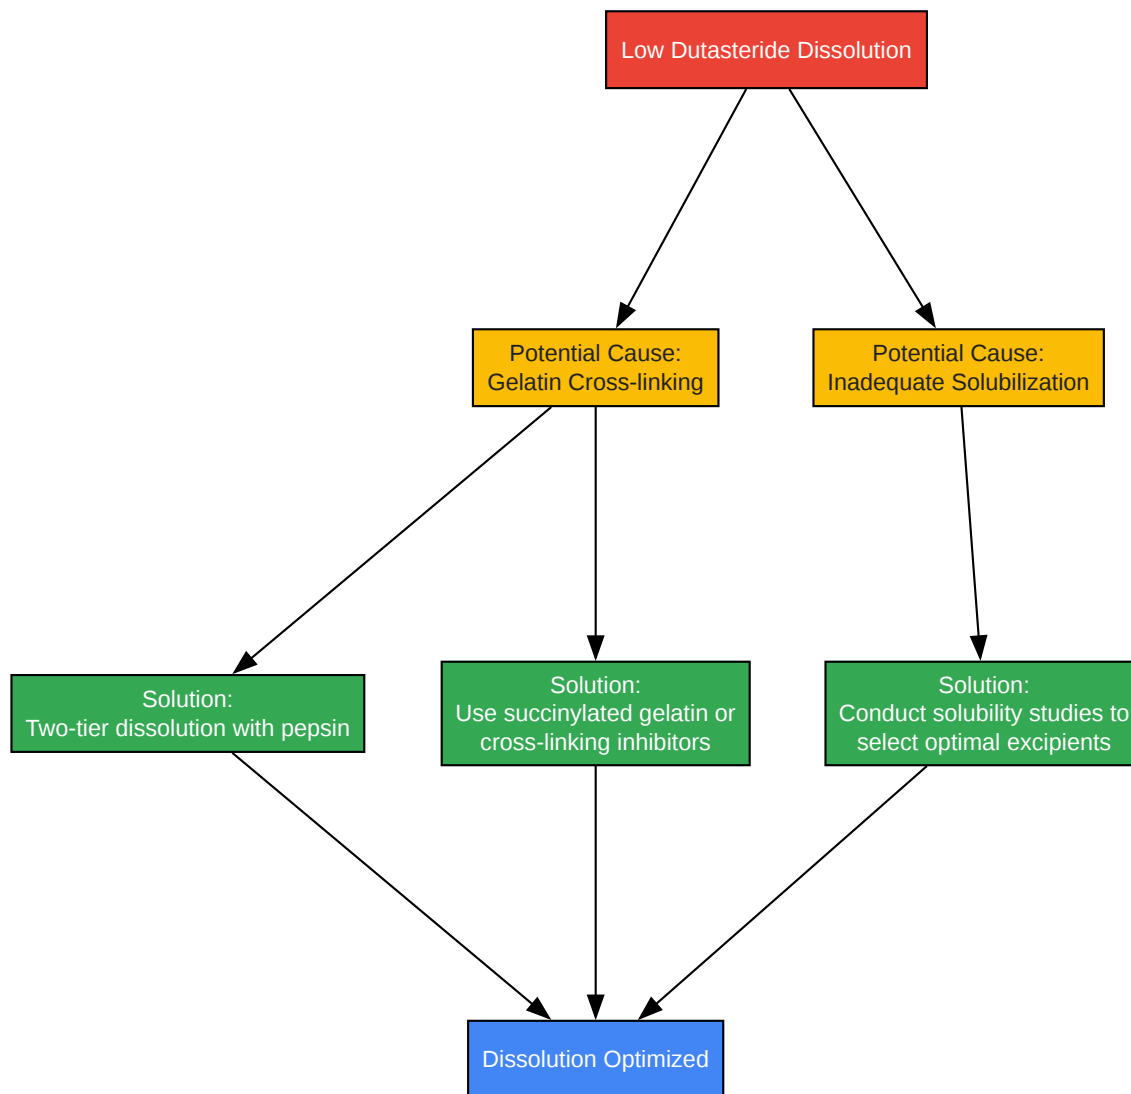 Low Dutasteride Dissolution
Potential Cause:
Gelatin Cross-linking
Potential Cause:
Inadequate Solubilization
Solution:
Two-tier dissolution with pepsin
Solution:
Use succinylated gelatin or
cross-linking inhibitors
Solution:
Conduct solubility studies to
select optimal excipients
Dissolution Optimized